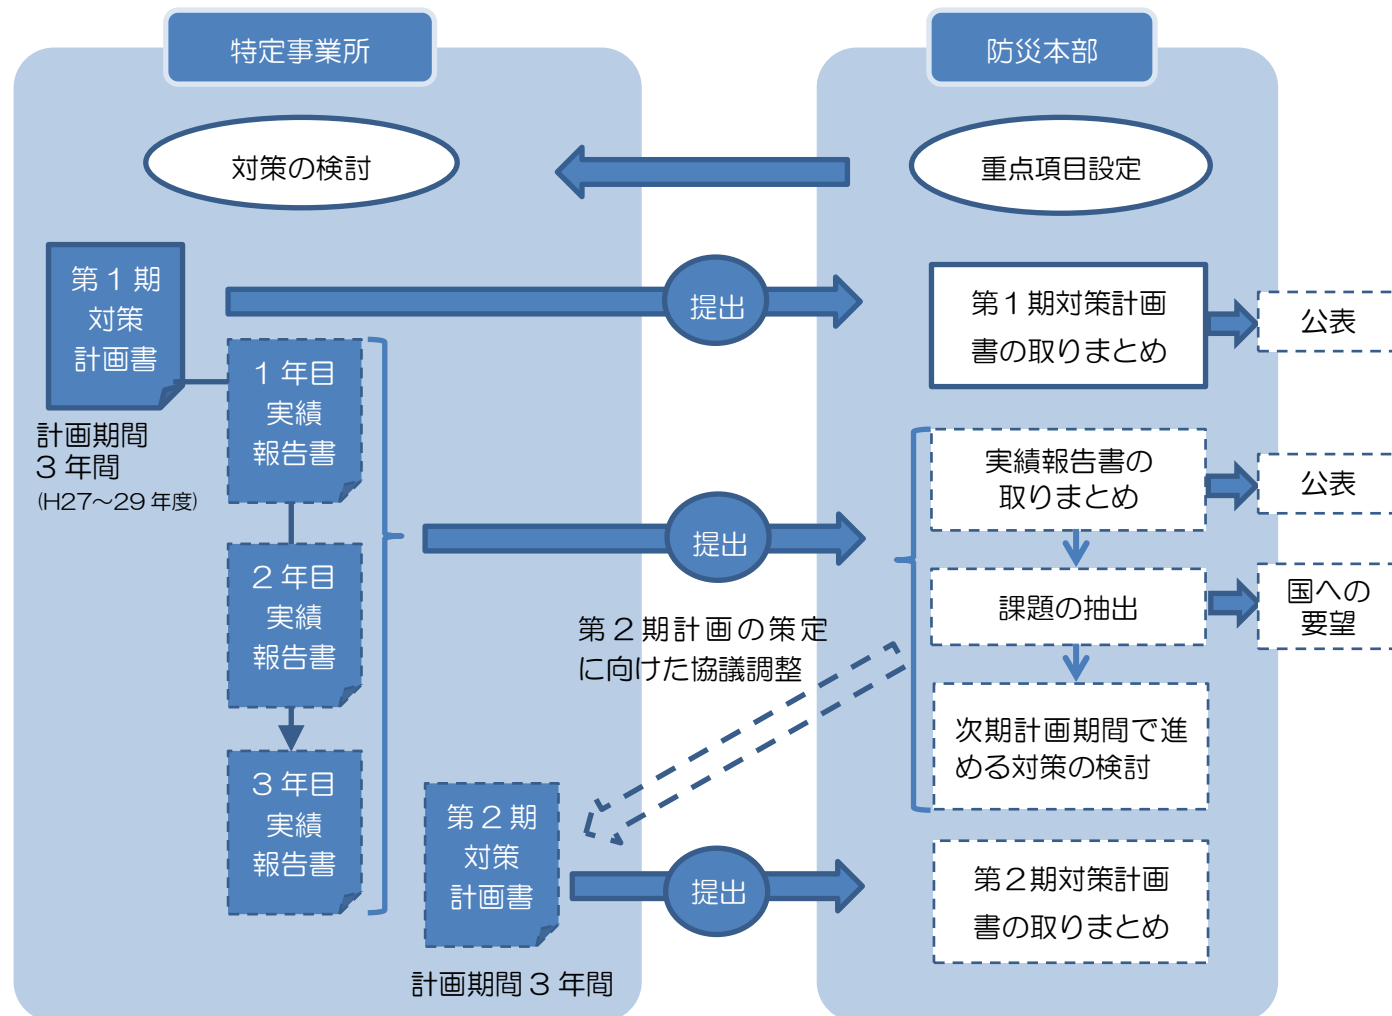 特定事業所
防災本部
対策の検討
重点項目設定
第１期
対策
計画書
提出
第１期対策計画
書の取りまとめ
公表
計画期間
３年間
(H27～29年度)
１年目
実績
報告書
２年目
実績
報告書
３年目
実績
報告書
提出
実績報告書の
取りまとめ
公表
課題の抽出
国への
要望
次期計画期間で進
める対策の検討
第２期計画の策定
に向けた協議調整
第２期
対策
計画書
計画期間３年間
提出
第２期対策計画
書の取りまとめ